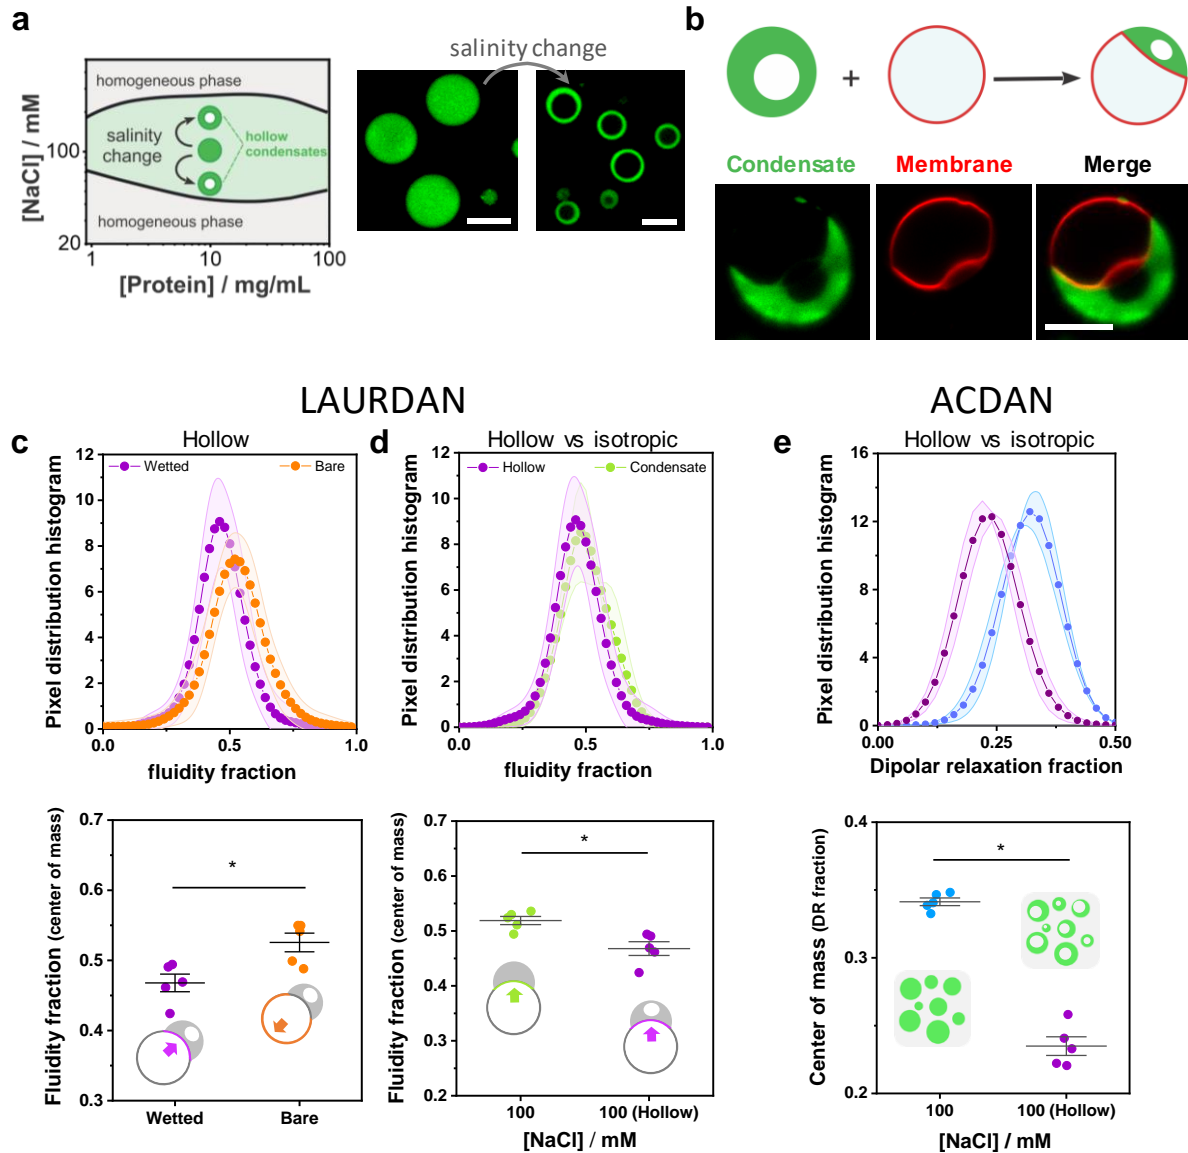 a
homogeneous phase
salinity
change
hollow
condensates
homogeneous phase
[NaCl] / mM
100
20
1
10
100
[Protein] / mg/mL
salinity change
b
+
Condensate
Membrane
Merge
LAURDAN
ACDAN
c
Hollow
Wetted
Bare
Pixel distribution histogram
12
10
8
6
4
2
0
0.0
0.5
1.0
fluidity fraction
d
Hollow vs isotropic
Hollow
Condensate
Pixel distribution histogram
12
10
8
6
4
2
0
0.0
0.5
1.0
fluidity fraction
e
Hollow vs isotropic
Pixel distribution histogram
16
12
8
4
0
0.00
0.25
0.50
Dipolar relaxation fraction
Fluidity fraction (center of mass)
0.7
0.6
0.5
0.4
0.3
*
Wetted
Bare
Fluidity fraction (center of mass)
0.7
0.6
0.5
0.4
0.3
0.2
*
100
100 (Hollow)
[NaCl] / mM
Center of mass (DR fraction)
0.4
0.3
0.2
*
100
100 (Hollow)
[NaCl] / mM